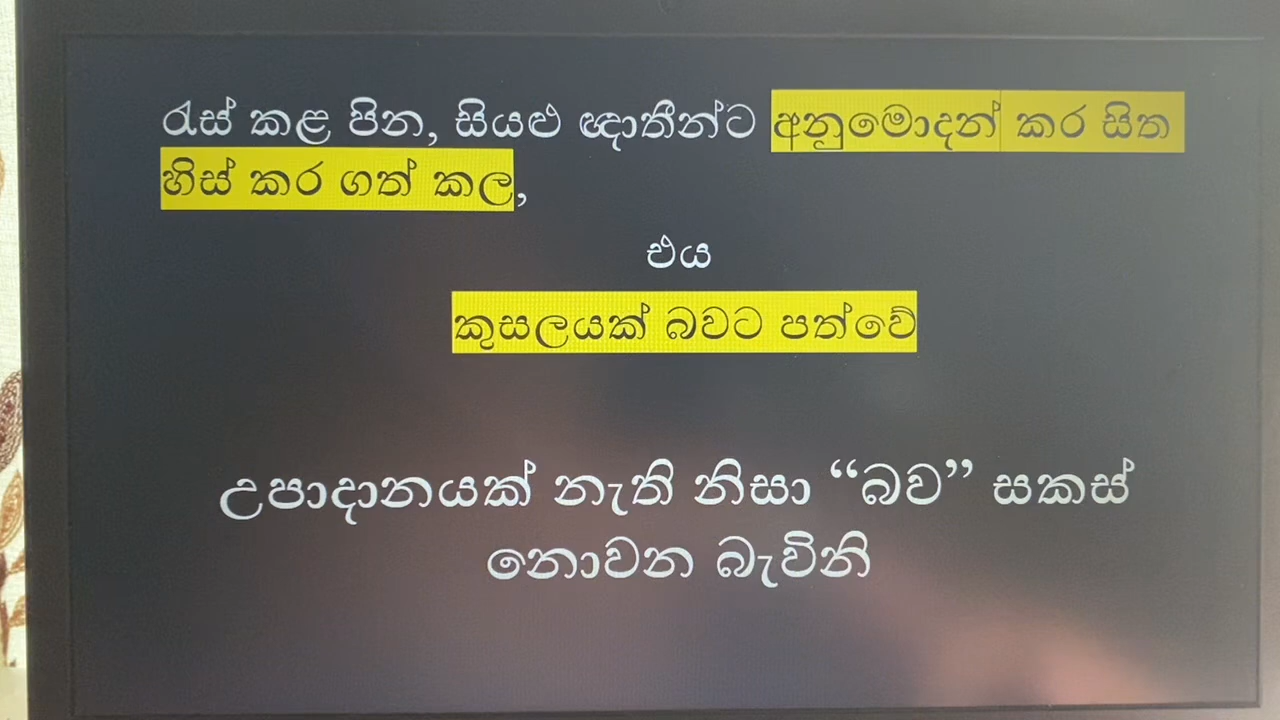 රැස් කළ පින, සියළු ඥාතීන්ට අනුමොදන් කර සිත
හිස් කර ගත් කල,
එය
කුසලයක් බවට පත්වේ
උපාදානයක් නැති නිසා “බව” සකස්
නොවන බැවිනි